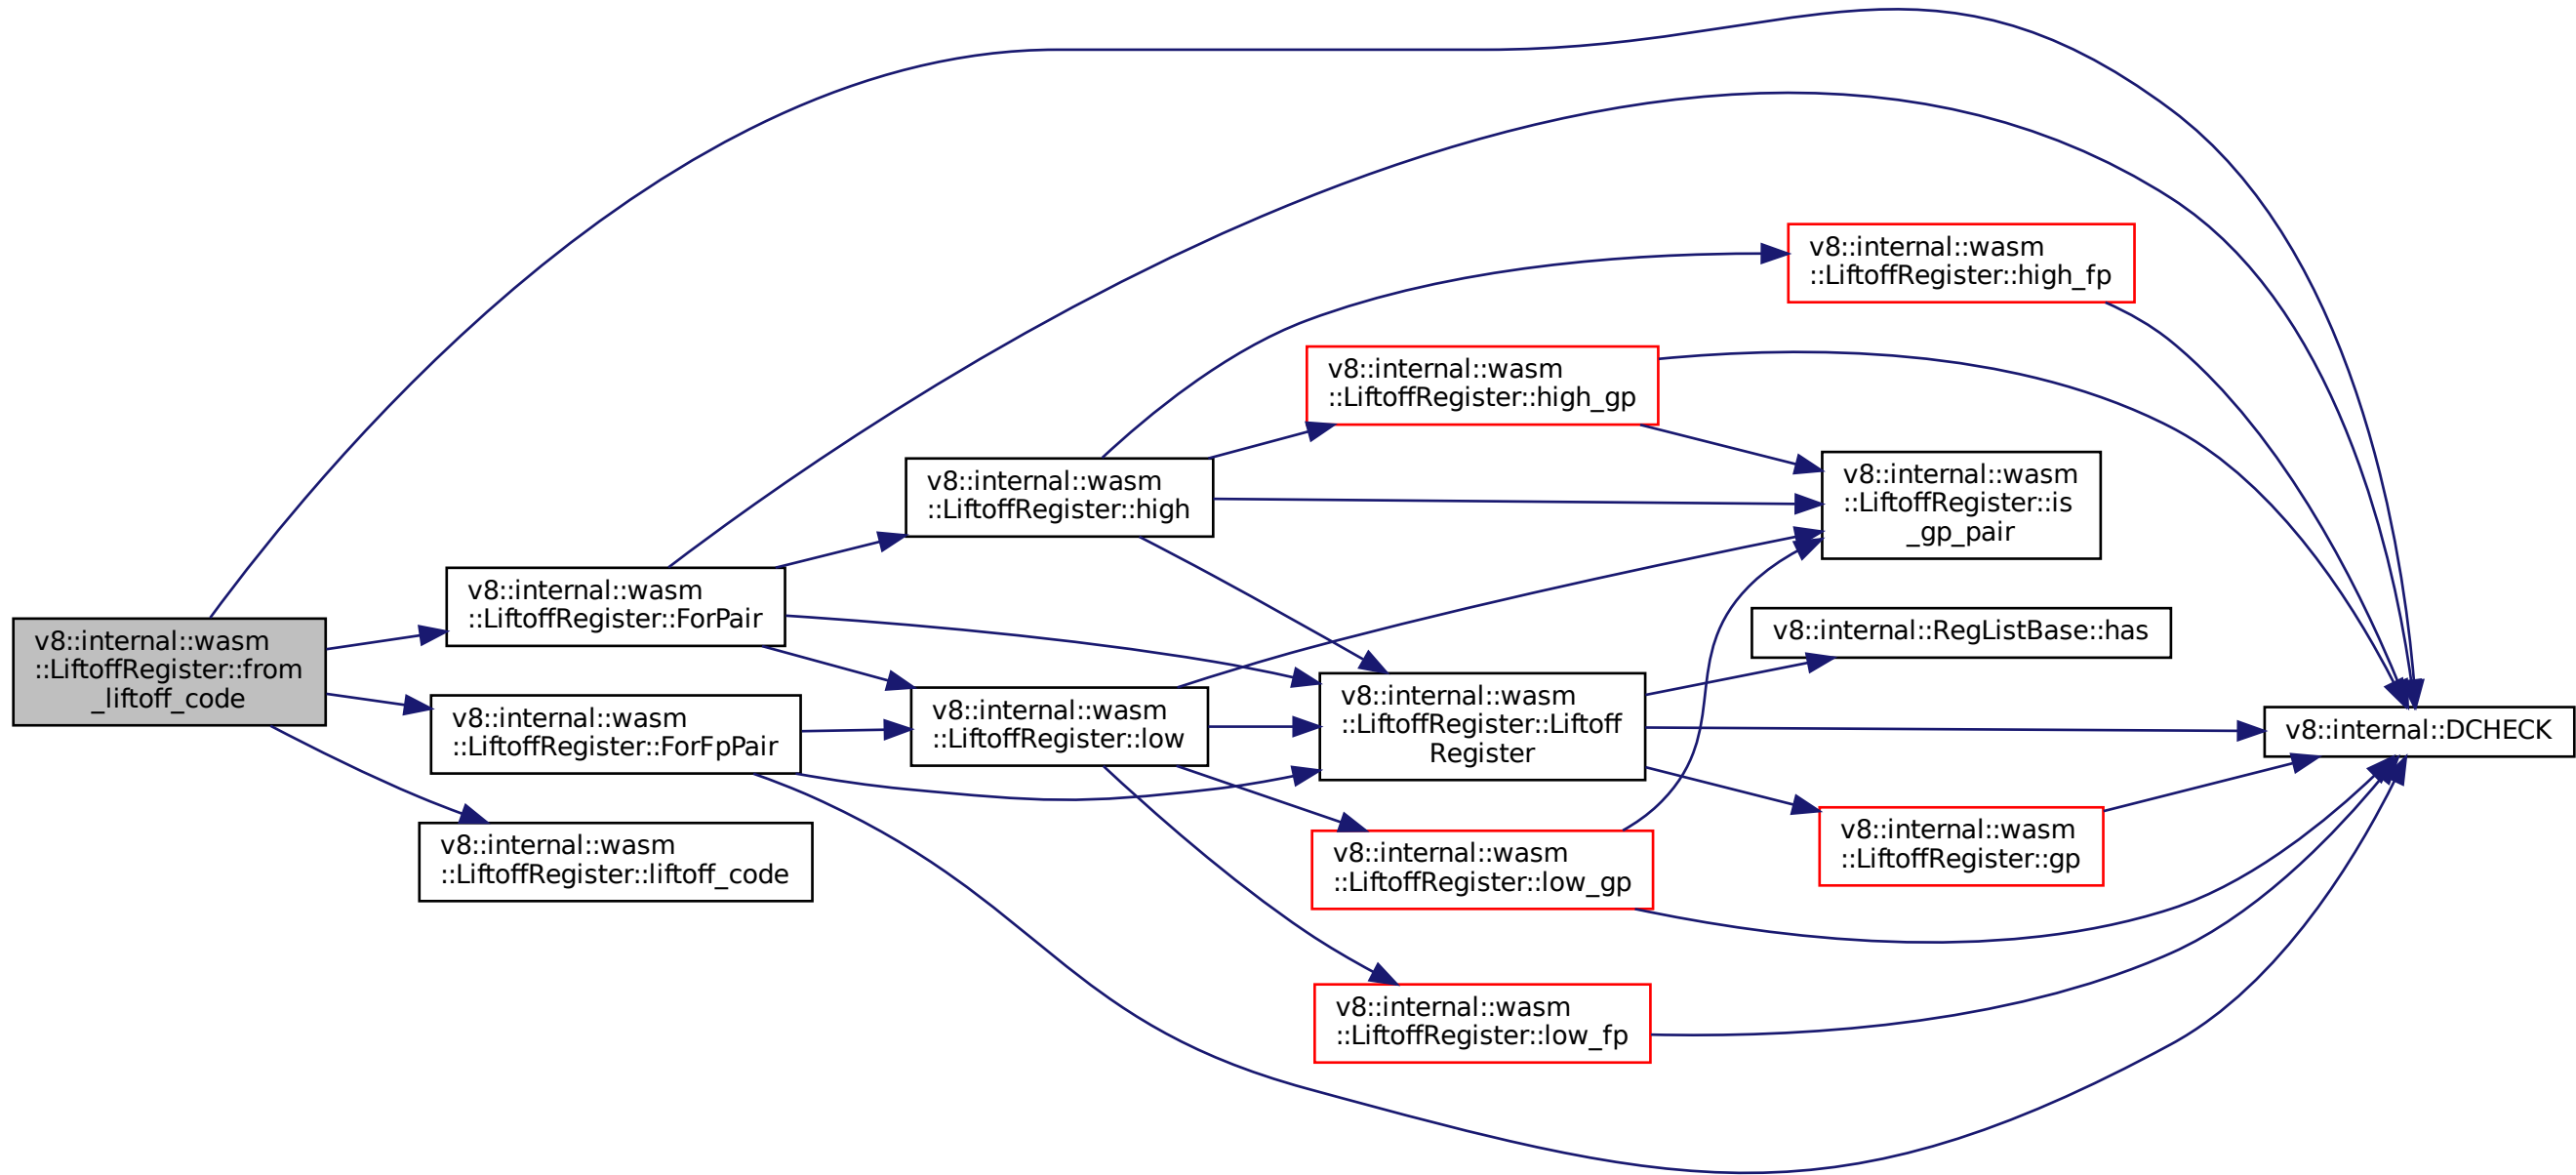 v8::internal::wasm
::LiftoffRegister::from
_liftoff_code
v8::internal::wasm
::LiftoffRegister::ForPair
v8::internal::wasm
::LiftoffRegister::ForFpPair
v8::internal::wasm
::LiftoffRegister::liftoff_code
v8::internal::wasm
::LiftoffRegister::high
v8::internal::wasm
::LiftoffRegister::low
v8::internal::wasm
::LiftoffRegister::high_gp
v8::internal::wasm
::LiftoffRegister::Liftoff
Register
v8::internal::wasm
::LiftoffRegister::low_gp
v8::internal::wasm
::LiftoffRegister::low_fp
v8::internal::wasm
::LiftoffRegister::high_fp
v8::internal::wasm
::LiftoffRegister::is
_gp_pair
v8::internal::RegListBase::has
v8::internal::wasm
::LiftoffRegister::gp
v8::internal::DCHECK